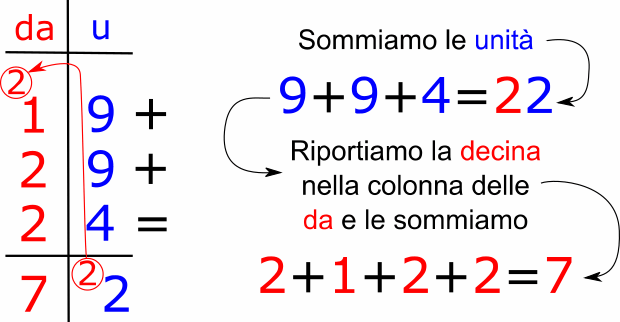 da u
2
1 9 +
2 9 +
2 4 =
7 2 2
Sommiamo le unità
9+9+4=22
Riportiamo la decina
nella colonna delle
da e le sommiamo
2+1+2+2=7